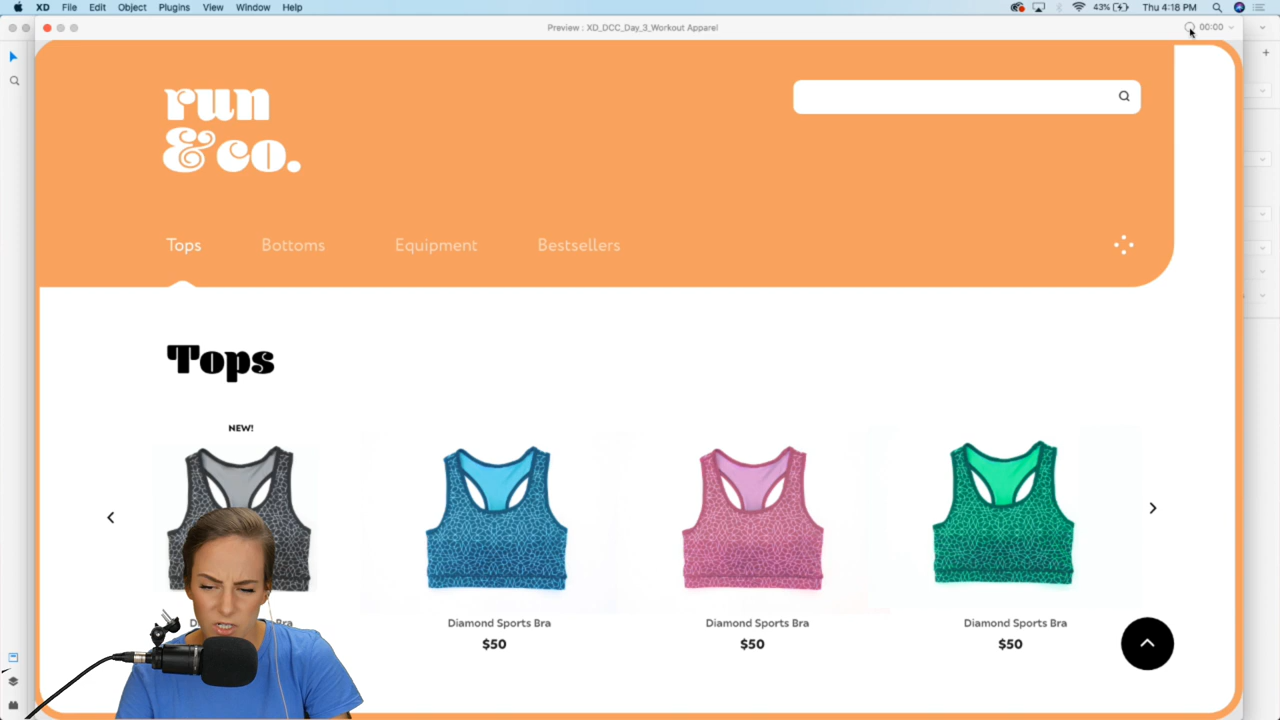 XD File Edit Object Plugins View Window Help 43% Thu 4:18 PM
Preview : XD_DCC_Day_3_Workout Apparel 00:00
run
&co.
Tops Bottoms Equipment Bestsellers
Tops
NEW!
Diamond Sports Bra Diamond Sports Bra Diamond Sports Bra
$50 $50 $50